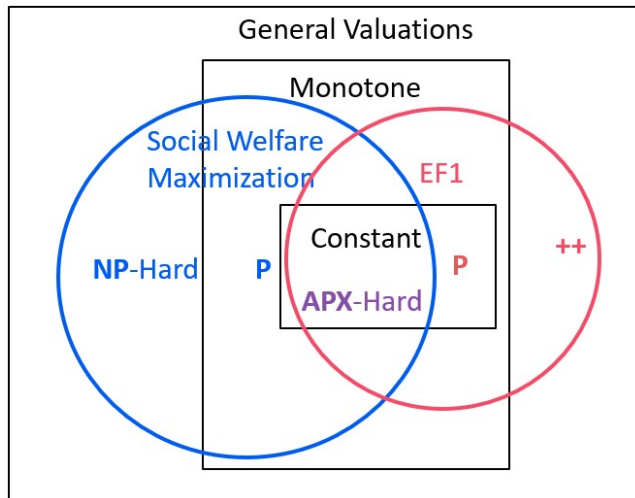 General Valuations
Monotone
Social Welfare
Maximization
EF1
Constant
NP-Hard
P
P
++
APX-Hard